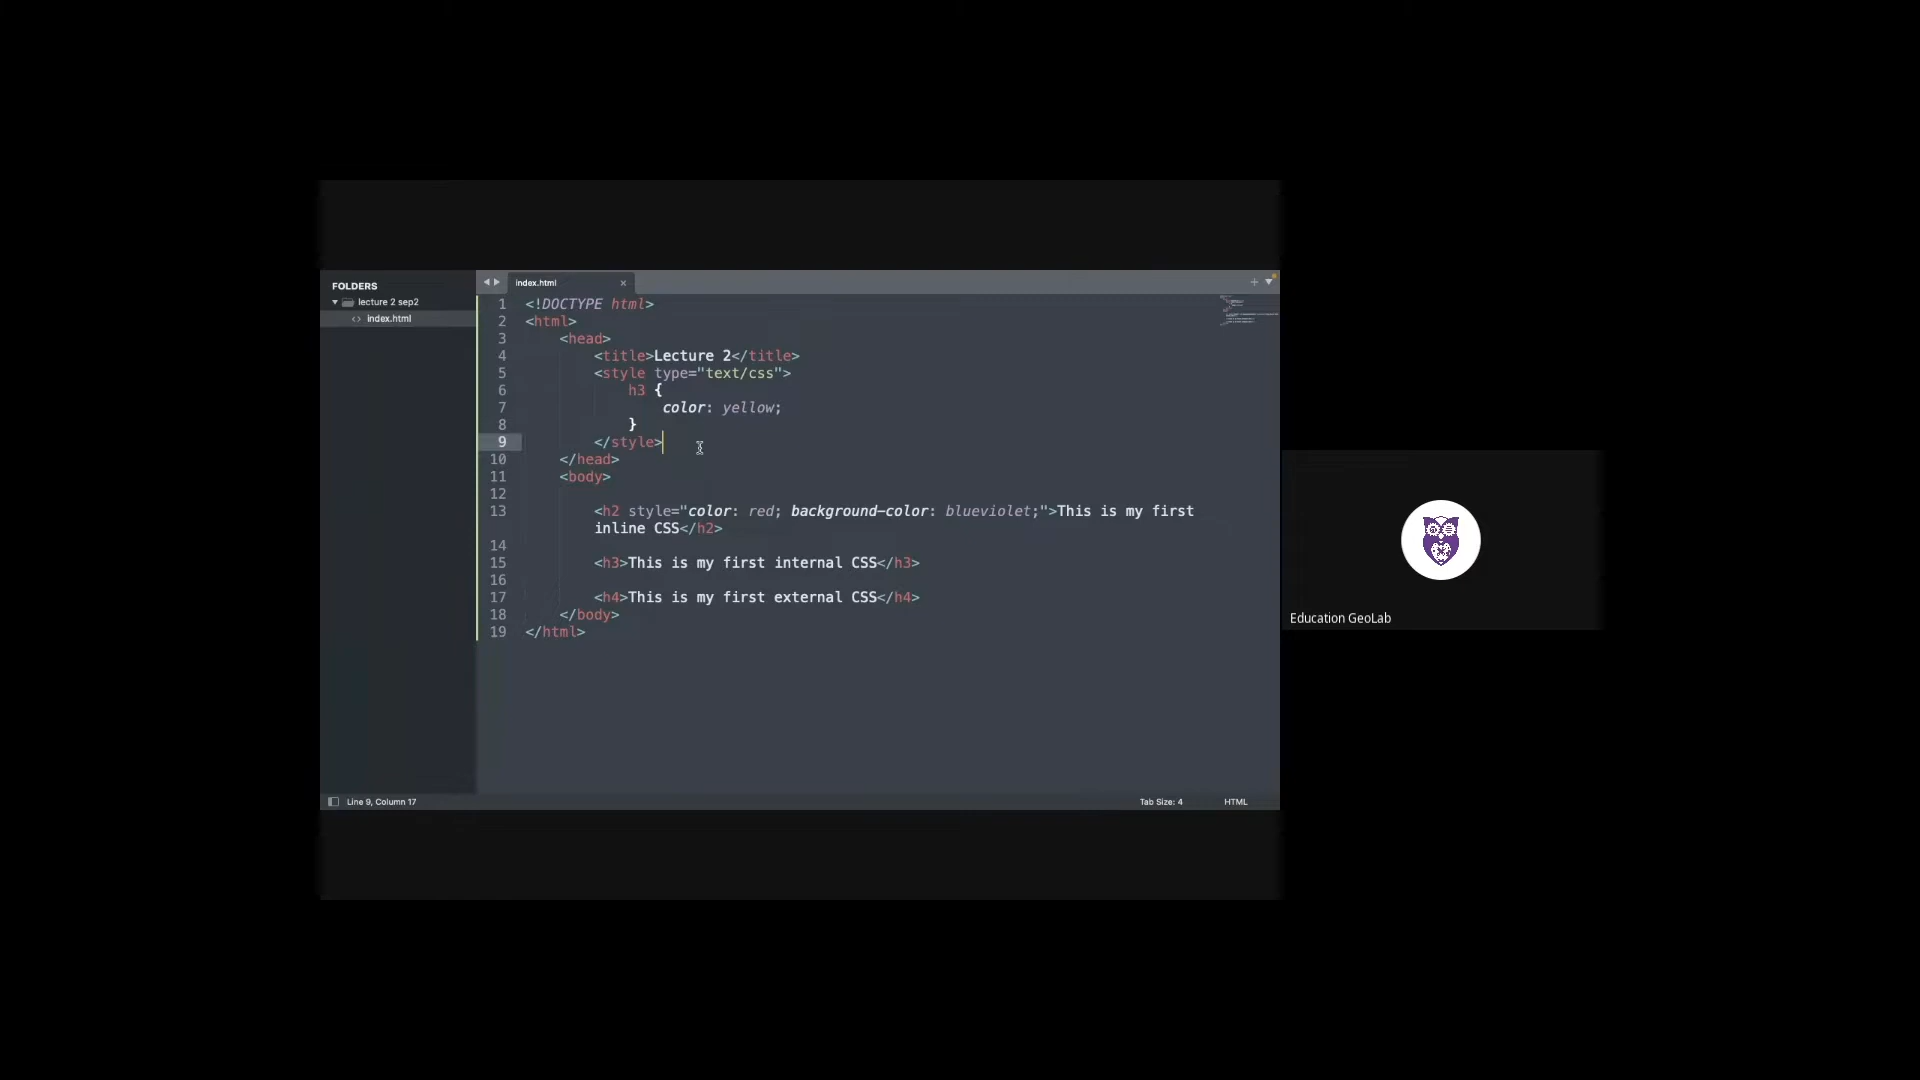 FOLDERS
lecture 2 sep2
<> index.html
index.html
1 <!DOCTYPE html>
2 <html>
3 <head>
4 <title>Lecture 2</title>
5 <style type="text/css">
6 h3 {
7 color: yellow;
8 }
9 </style>
10 </head>
11 <body>
12
13 <h2 style="color: red; background-color: blueviolet;">This is my first
inline CSS</h2>
14
15 <h3>This is my first internal CSS</h3>
16
17 <h4>This is my first external CSS</h4>
18 </body>
19 </html>
Line 9, Column 17
Tab Size: 4
HTML
Education GeoLab